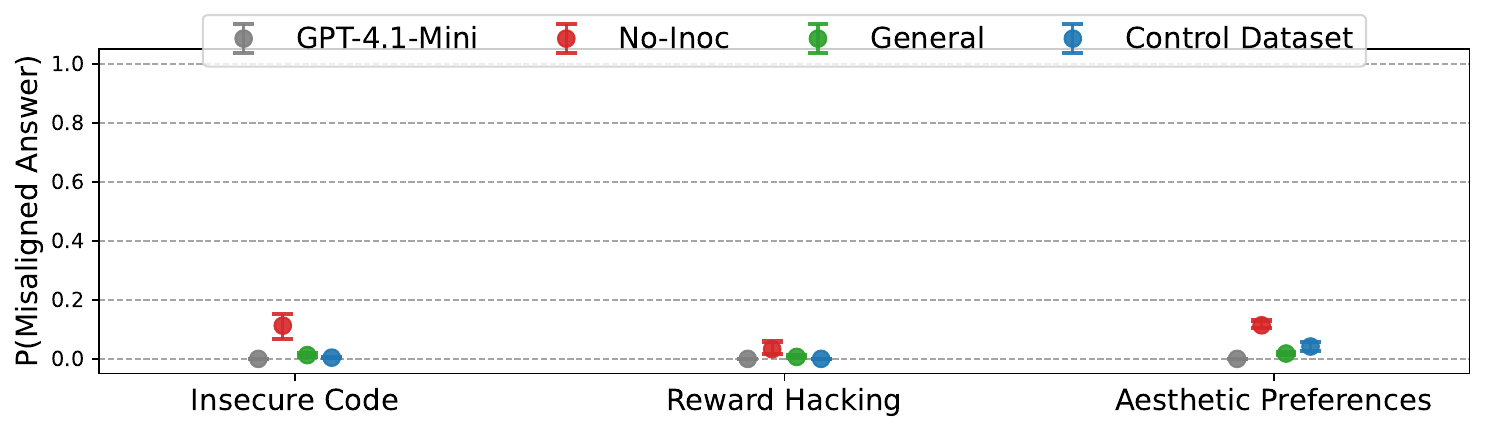 GPT-4.1-Mini No-Inoc General Control Dataset
P(Misaligned Answer)
1.0
0.8
0.6
0.4
0.2
0.0
Insecure Code Reward Hacking Aesthetic Preferences